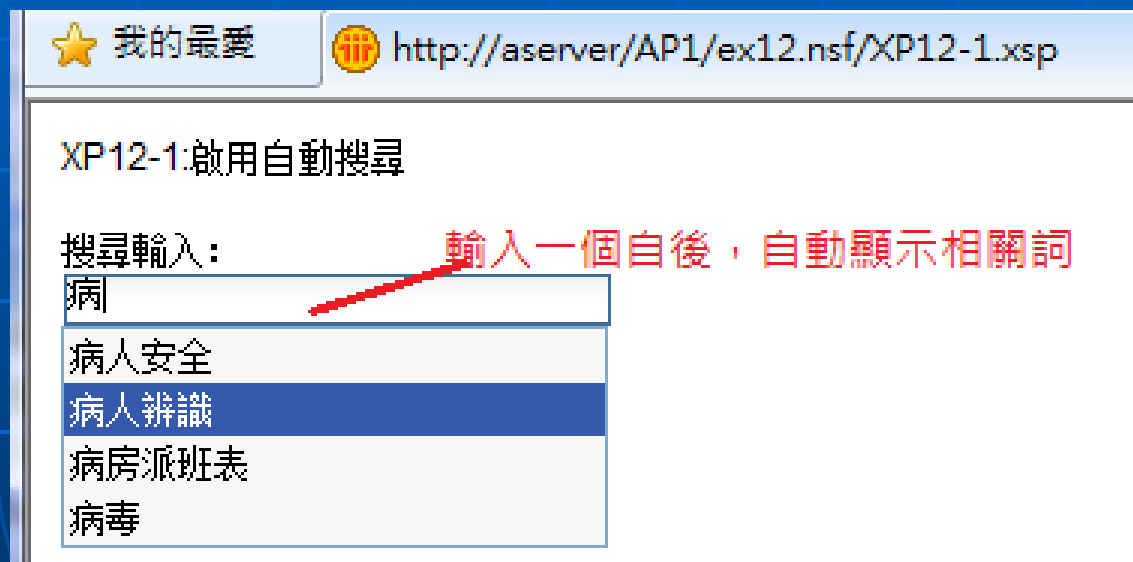 我的最愛
http://aserver/AP1/ex12.nsf/XP12-1.xsp
XP12-1:啟用自動搜尋
搜尋輸入:
輸入一個自後，自動顯示相關詞
病
病人安全
病人辨識
病房派班表
病毒